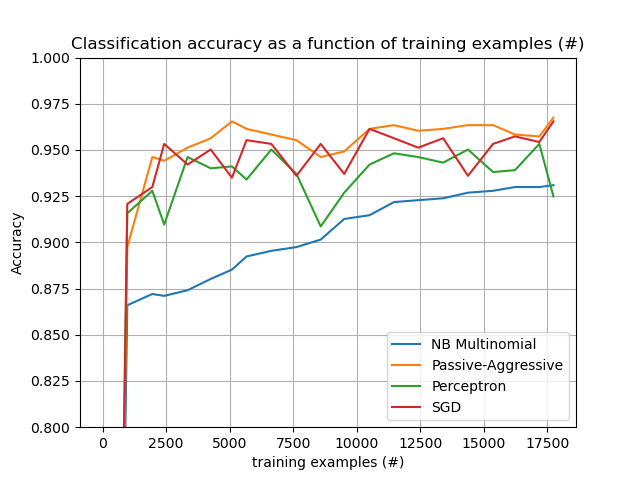 Classification accuracy as a function of training examples (#)
1.000
0.975
0.950
0.925
0.900
0.875
0.850
0.825
0.800
Accuracy
NB Multinomial
Passive-Aggressive
Perceptron
SGD
0 2500 5000 7500 10000 12500 15000 17500
training examples (#)